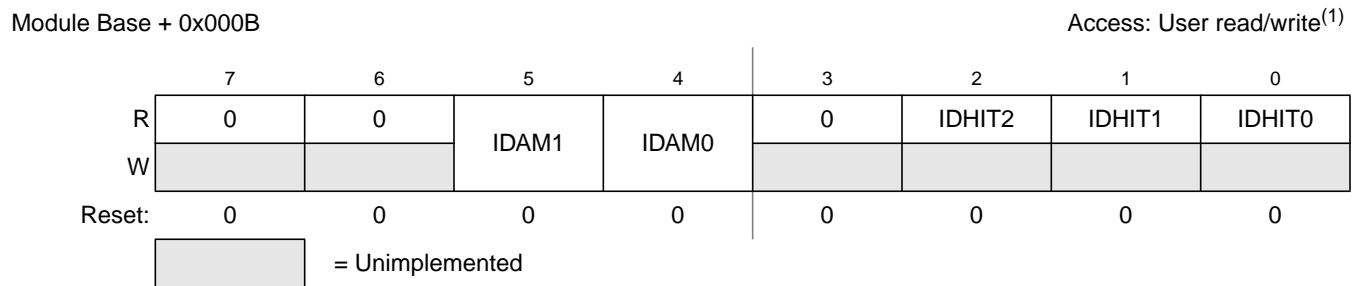 Module Base + 0x000B Access: User read/write(1)
7 6 5 4 3 2 1 0
R 0 0 IDAM1 IDAM0 0 IDHIT2 IDHIT1 IDHIT0
W
Reset: 0 0 0 0 0 0 0 0
= Unimplemented